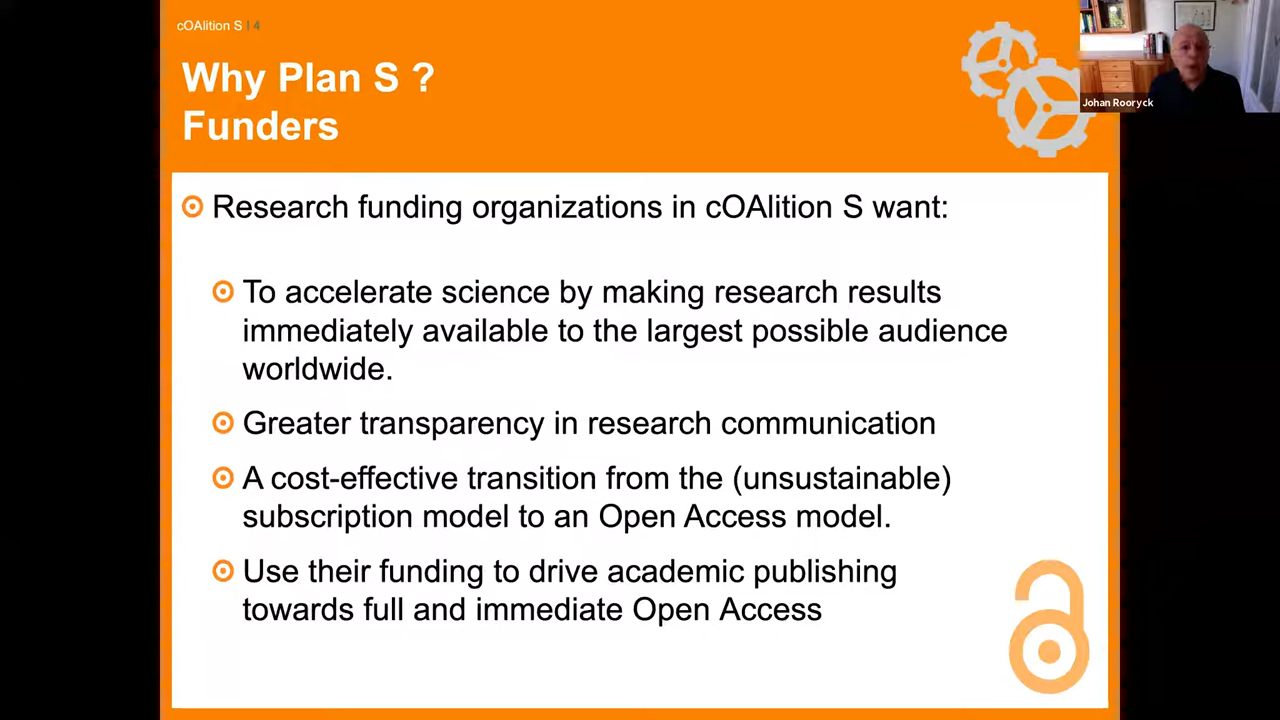 cOAlition S | 4
Why Plan S ?
Funders
Johan Rooryck
Research funding organizations in cOAlition S want:
To accelerate science by making research results
immediately available to the largest possible audience
worldwide.
Greater transparency in research communication
A cost-effective transition from the (unsustainable)
subscription model to an Open Access model.
Use their funding to drive academic publishing
towards full and immediate Open Access